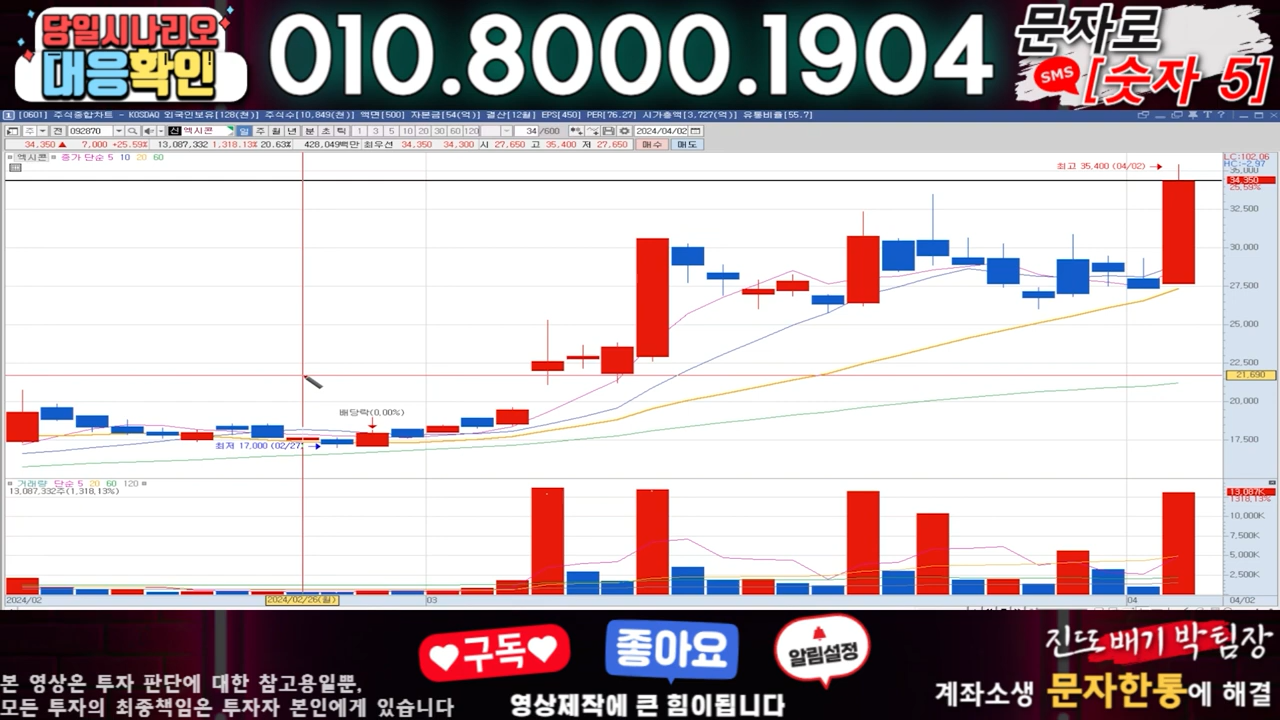 당일시나리오
대응확인
010.8000.1904
문자로
SMS
[숫자 5]
[0601] 주식종합차트 - KOSDAQ 외국인보유[128(천)] 주식수[10,849(천)] 액면[500] 자본금[54(억)] 결산[12월] EPS[450] PER[76.27] 시가총액[3,727(억)] 유통비율[55.7]
주 전 092870 신 엑시콘 일 주 월 년 분 초 틱 1 3 5 10 20 30 60 120 34 /600 2024/04/02
34,350 ▲ 7,000 +25.59% 13,087,332 1,318.13% 20.63% 428,049백만 최우선 34,350 34,300 시 27,650 고 35,400 저 27,650 매수 매도
엑시콘 종가 단순 5 10 20 60
최고 35,400 (04/02)
LC:102.06
HC:-2.97
35,000
34,350
25.59%
32,500
30,000
27,500
25,000
22,500
21,690
20,000
17,500
배당락(0.00%)
최저 17,000 (02/27)
거래량 단순 5 20 60 120
13,087,332주(1,318.13%)
13,087K
1318.13%
10,000K
7,500K
5,000K
2,500K
2024/02 2024/02/26(월) 03 04 04/02
구독
좋아요
알림설정
진또배기 박팀장
본 영상은 투자 판단에 대한 참고용일뿐,
모든 투자의 최종책임은 투자자 본인에게 있습니다
영상제작에 큰 힘이됩니다
계좌소생 문자한통에 해결